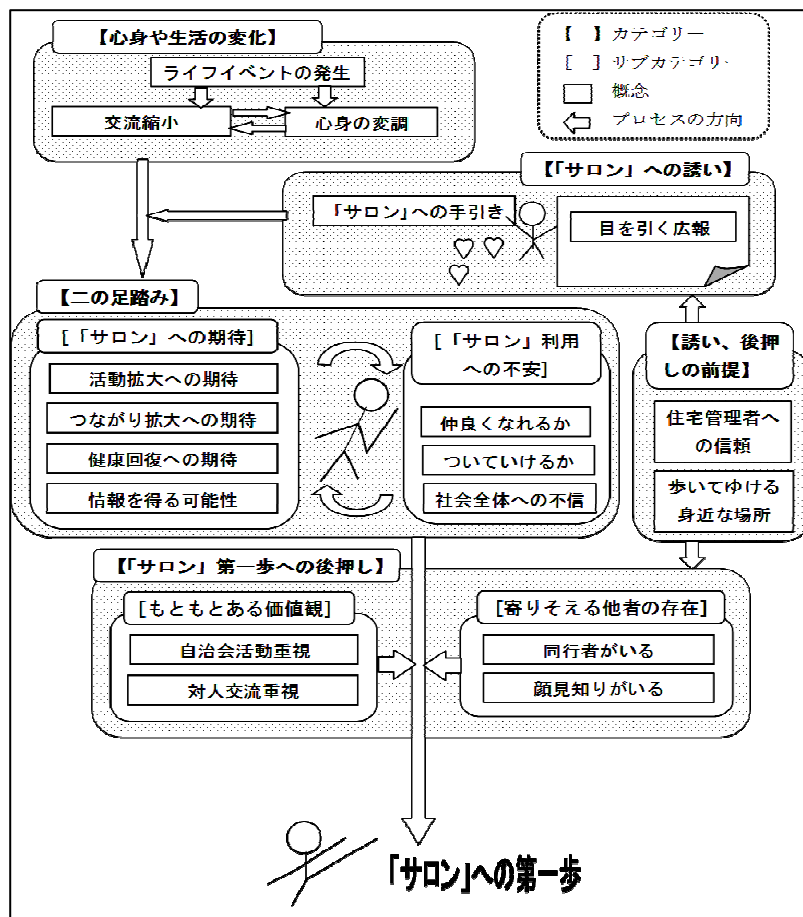 【心身や生活の変化】
ライフイベントの発生
交流縮小
心身の変調
【 】カテゴリー
[ ]サブカテゴリー
概念
プロセスの方向
【「サロン」への誘い】
「サロン」への手引き
目を引く広報
【二の足踏み】
[「サロン」への期待]
活動拡大への期待
つながり拡大への期待
健康回復への期待
情報を得る可能性
[「サロン」利用
への不安]
仲良くなれるか
ついていけるか
社会全体への不信
【誘い、後押
しの前提】
住宅管理者へ
の信頼
歩いてゆける
身近な場所
【「サロン」第一歩への後押し】
[もともとある価値観]
自治会活動重視
対人交流重視
[寄りそえる他者の存在]
同行者がいる
顔見知りがいる
「サロン」への第一歩